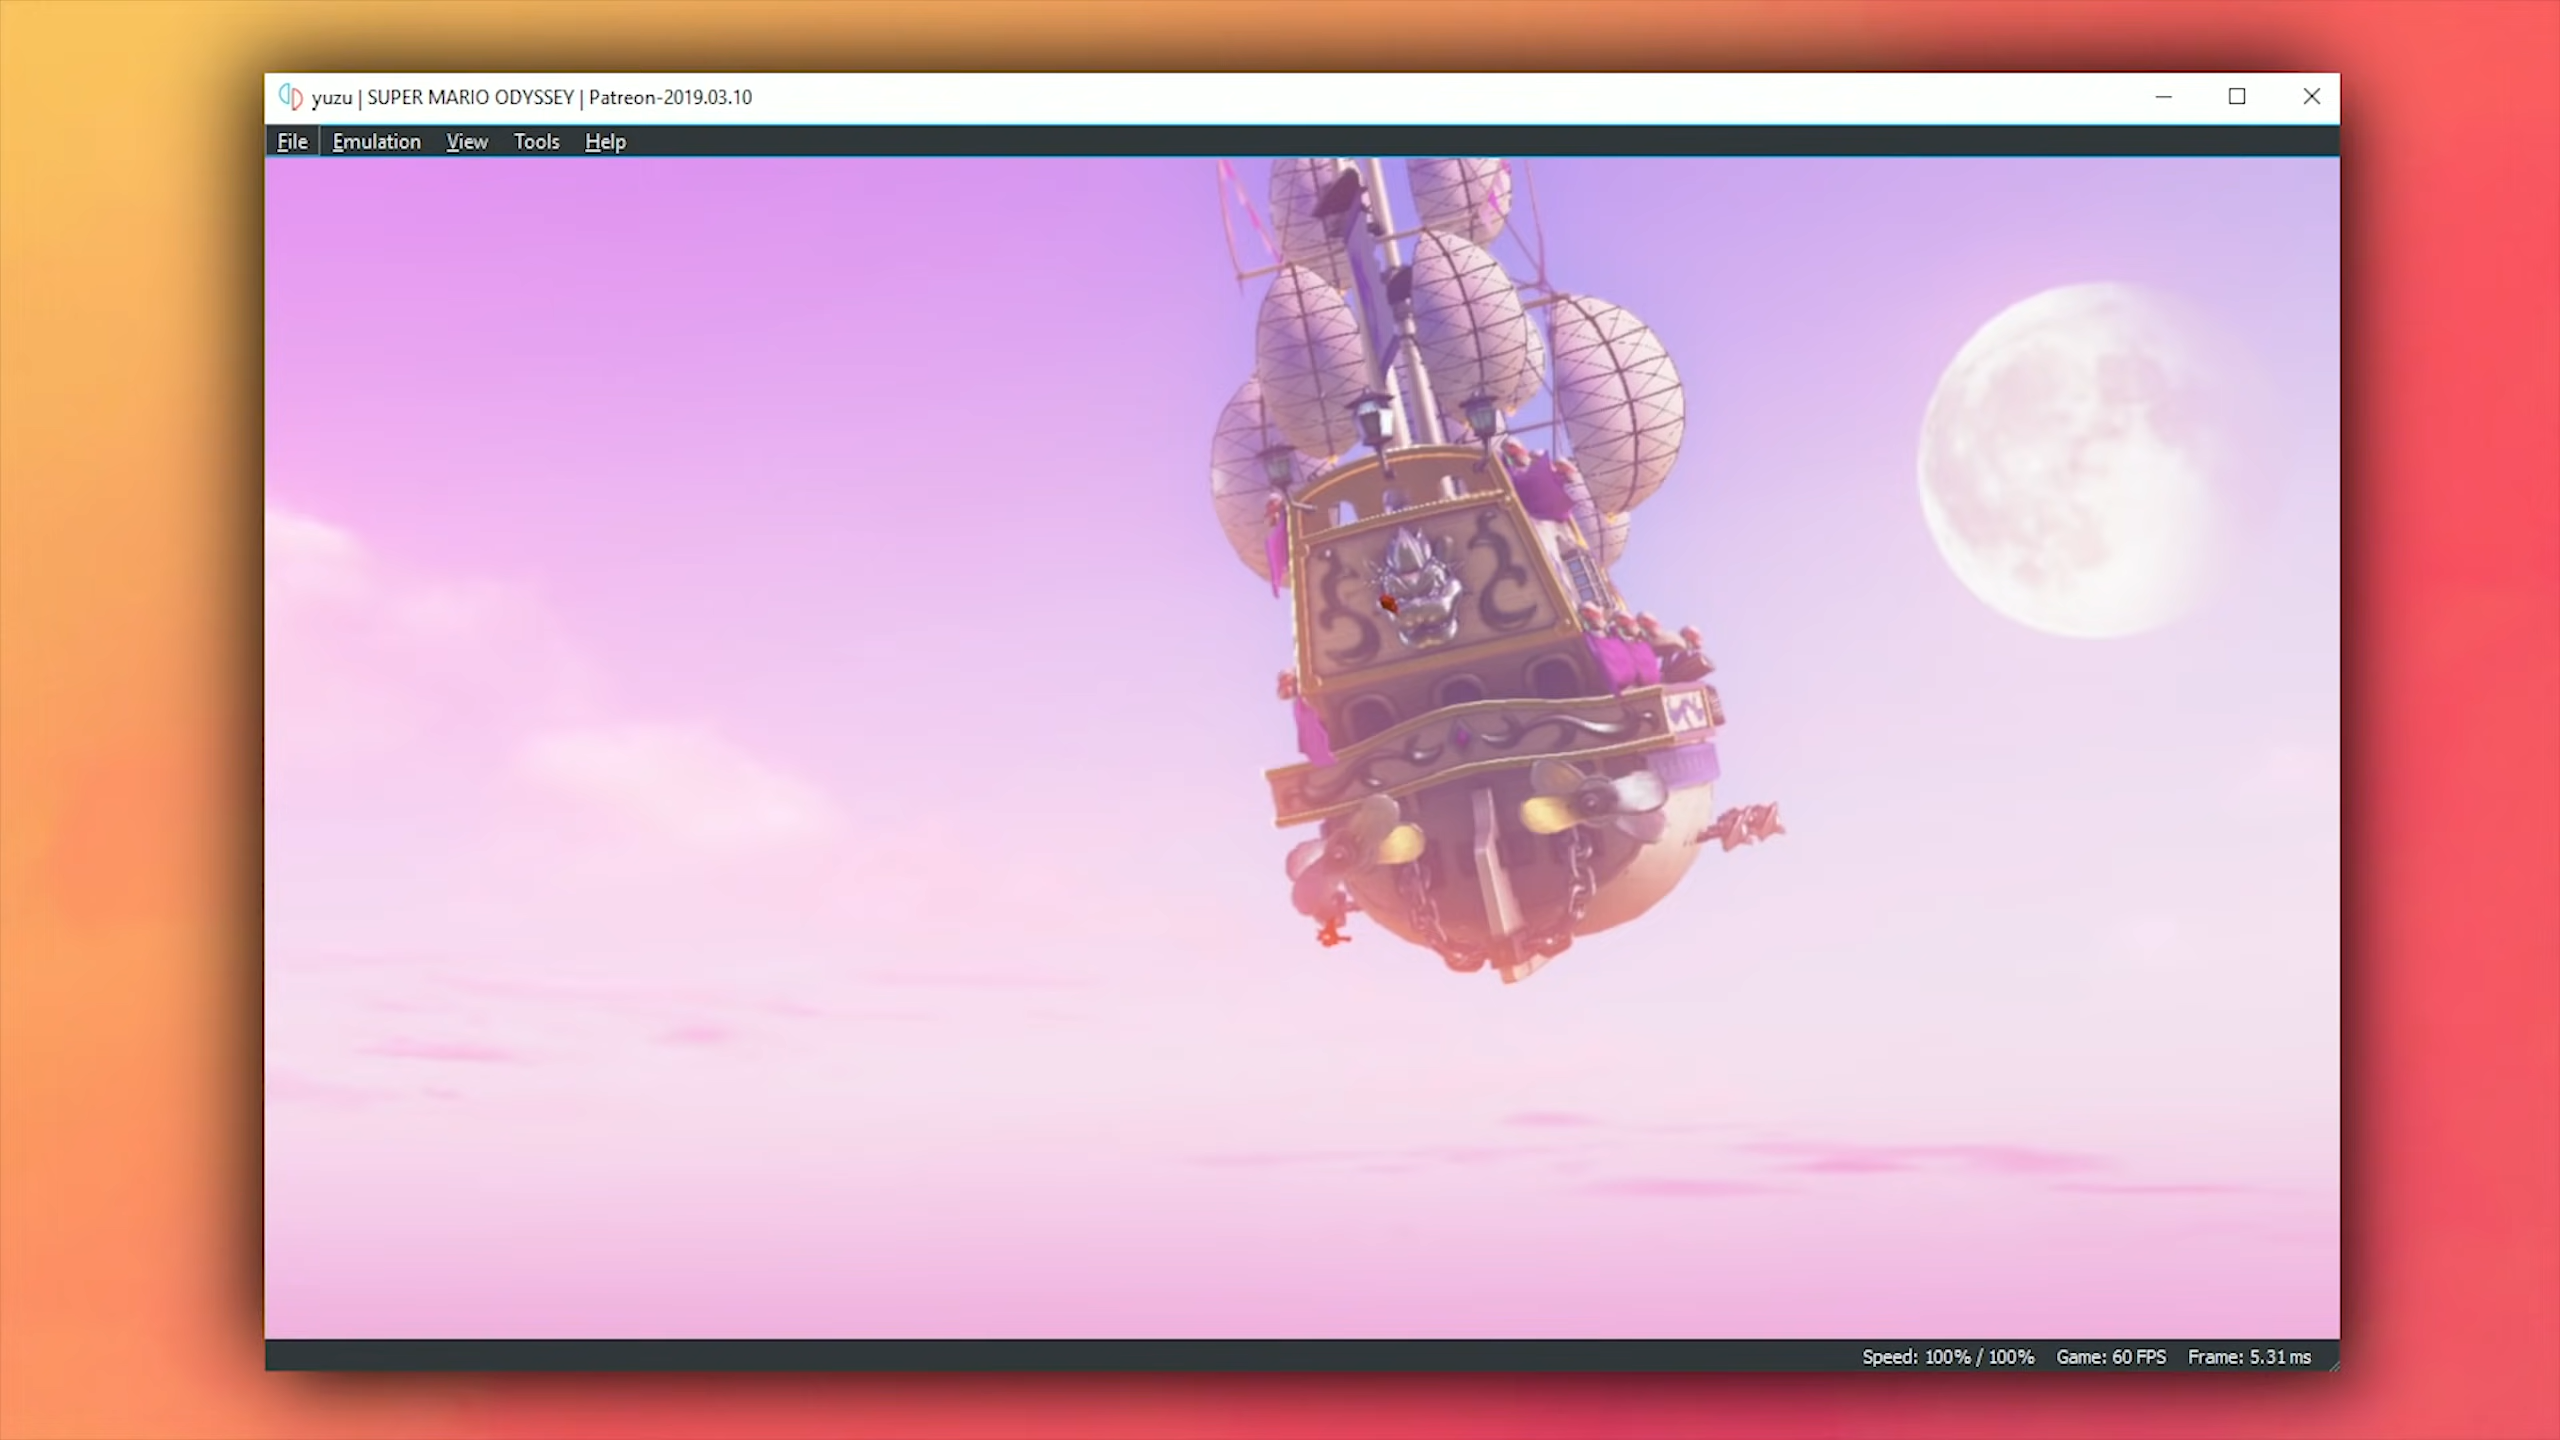 yuzu | SUPER MARIO ODYSSEY | Patreon-2019.03.10
File Emulation View Tools Help
Speed: 100% / 100% Game: 60 FPS Frame: 5.31 ms